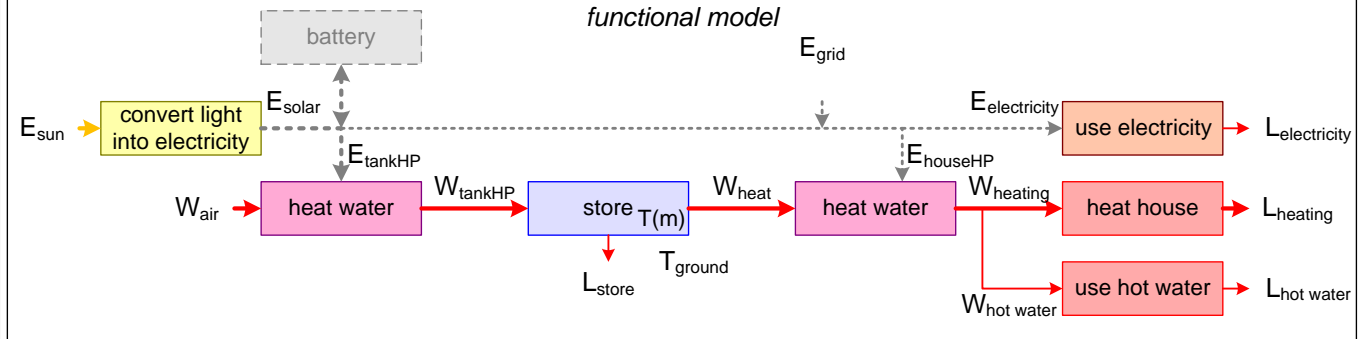 functional model
battery
E_grid
E_solar
E_electricity
E_sun
convert light
into electricity
use electricity
L_electricity
E_tankHP
E_houseHP
W_air
heat water
W_tankHP
store
T(m)
W_heat
heat water
W_heating
heat house
L_heating
T_ground
L_store
W_hot water
use hot water
L_hot water